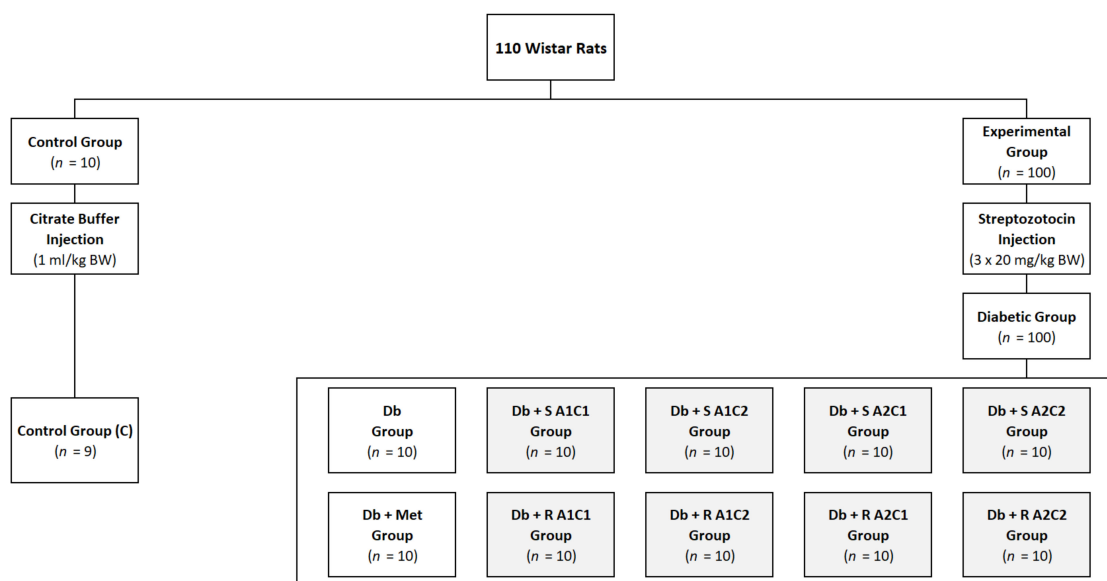 110 Wistar Rats
Control Group
(n = 10)
Experimental
Group
(n = 100)
Citrate Buffer
Injection
(1 ml/kg BW)
Streptozotocin
Injection
(3 x 20 mg/kg BW)
Diabetic Group
(n = 100)
Control Group (C)
(n = 9)
Db
Group
(n = 10)
Db + S A1C1
Group
(n = 10)
Db + S A1C2
Group
(n = 10)
Db + S A2C1
Group
(n = 10)
Db + S A2C2
Group
(n = 10)
Db + Met
Group
(n = 10)
Db + R A1C1
Group
(n = 10)
Db + R A1C2
Group
(n = 10)
Db + R A2C1
Group
(n = 10)
Db + R A2C2
Group
(n = 10)